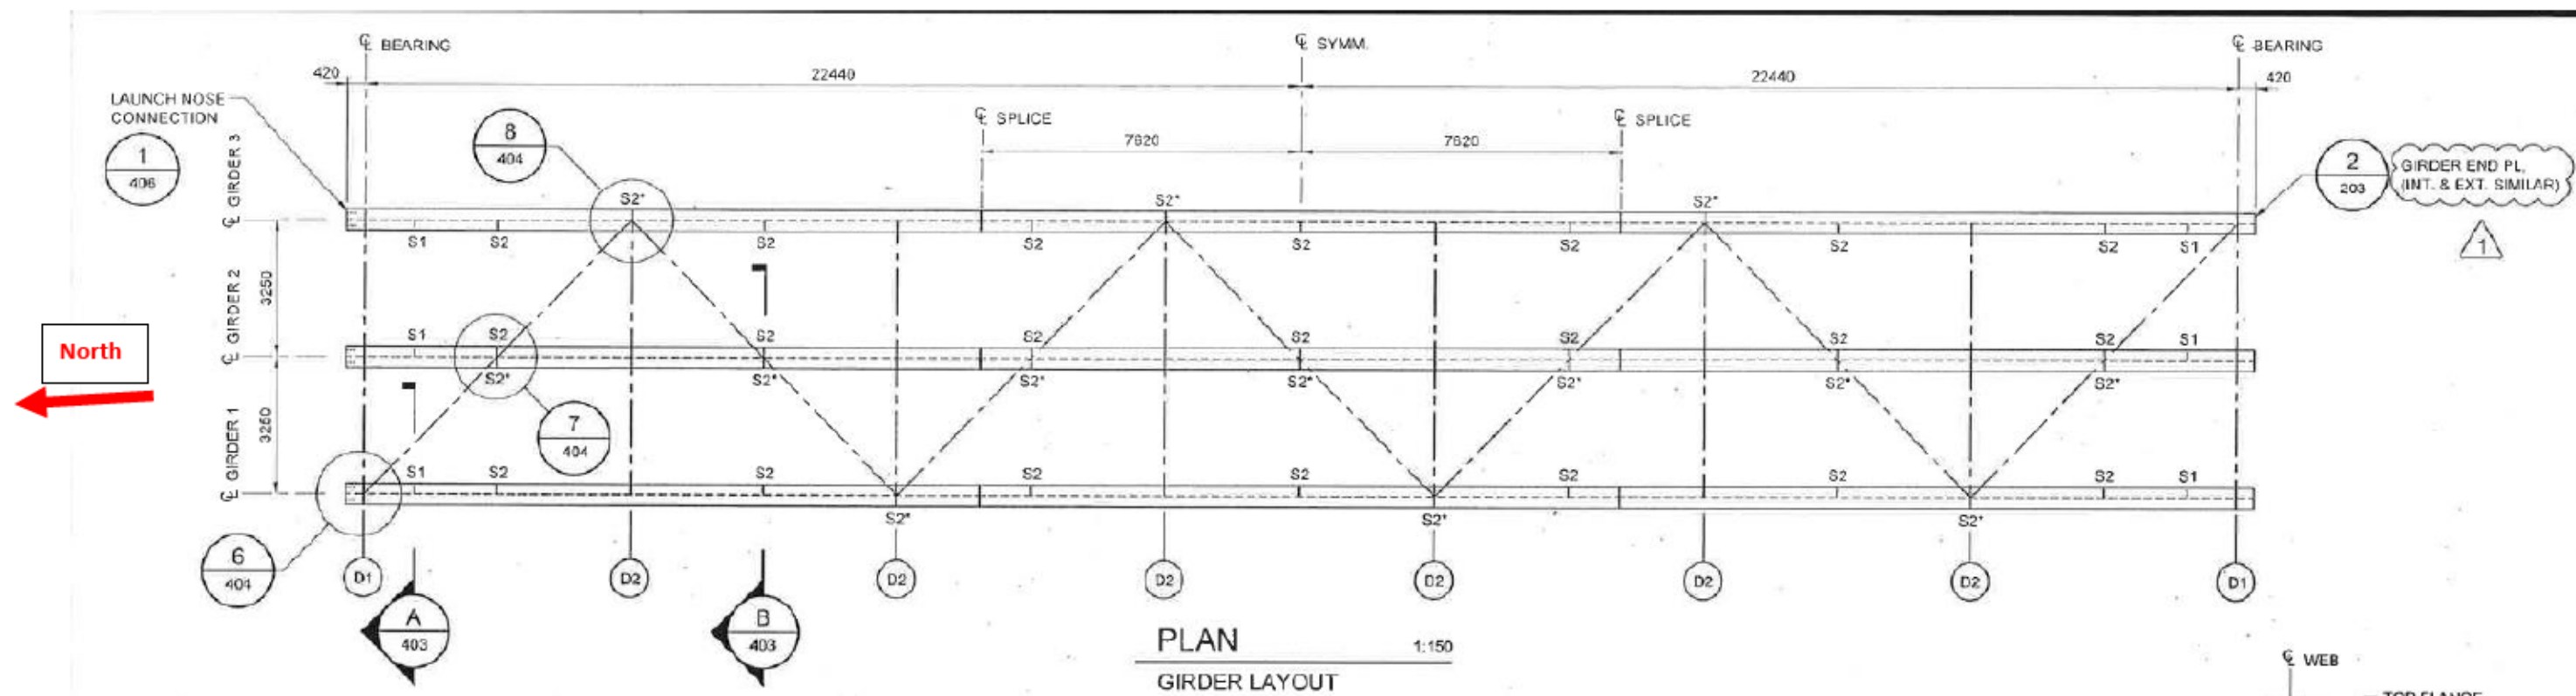 ℄ BEARING
℄ SYMM.
℄ BEARING
420
22440
22440
420
LAUNCH NOSE
CONNECTION
1
406
8
404
℄ SPLICE
7620
7620
℄ SPLICE
2
203
GIRDER END PL,
(INT. & EXT. SIMILAR)
1
℄ GIRDER 3
S2*
S2*
S2*
S1
S2
S2
S2
S2
S2
S2
S2
S1
3250
℄ GIRDER 2
North
S1
S2
S2
S2
S2
S2
S2
S2
S1
S2*
S2*
S2*
S2*
S2*
S2*
S2*
3250
7
404
℄ GIRDER 1
S1
S2
S2
S2
S2
S2
S2
S2
S1
S2*
S2*
S2*
6
404
D1
D2
D2
D2
D2
D2
D2
D1
A
403
B
403
PLAN
1:150
GIRDER LAYOUT
℄ WEB
TOP FLANGE